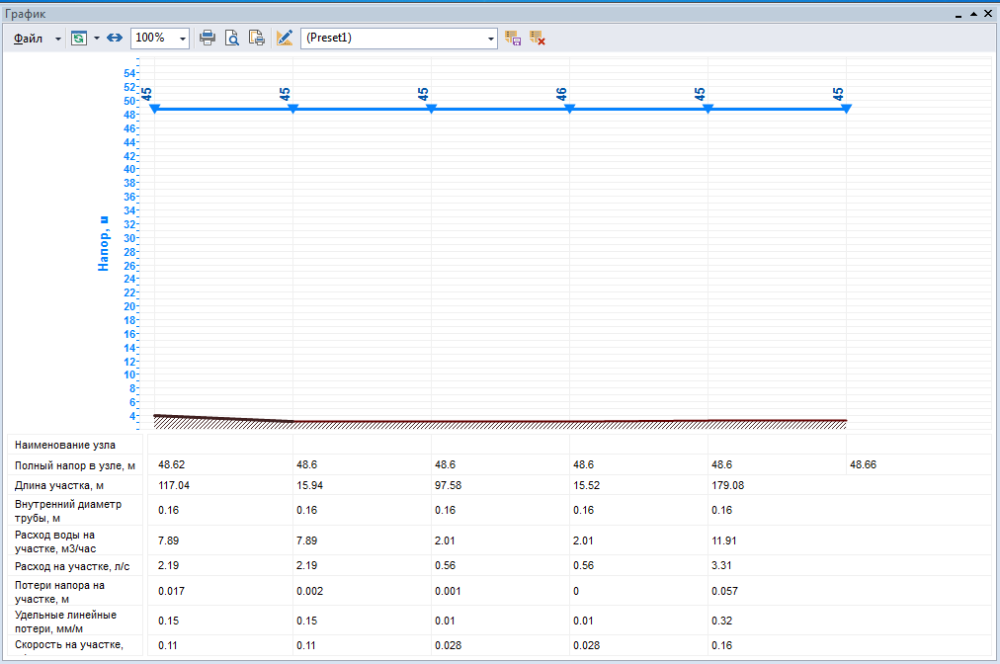 График
Файл 100% (Preset1)
54
52
50
48
46
44
42
40
38
36
34
32
30
28
26
24
22
20
18
16
14
12
10
8
6
4
Напор, м
45 45 45 46 45 45
Наименование узла
Полный напор в узле, м 48.62 48.6 48.6 48.6 48.6 48.66
Длина участка, м 117.04 15.94 97.58 15.52 179.08
Внутренний диаметр
трубы, м 0.16 0.16 0.16 0.16 0.16
Расход воды на
участке, м3/час 7.89 7.89 2.01 2.01 11.91
Расход на участке, л/с 2.19 2.19 0.56 0.56 3.31
Потери напора на
участке, м 0.017 0.002 0.001 0 0.057
Удельные линейные
потери, мм/м 0.15 0.15 0.01 0.01 0.32
Скорость на участке, 0.11 0.11 0.028 0.028 0.16